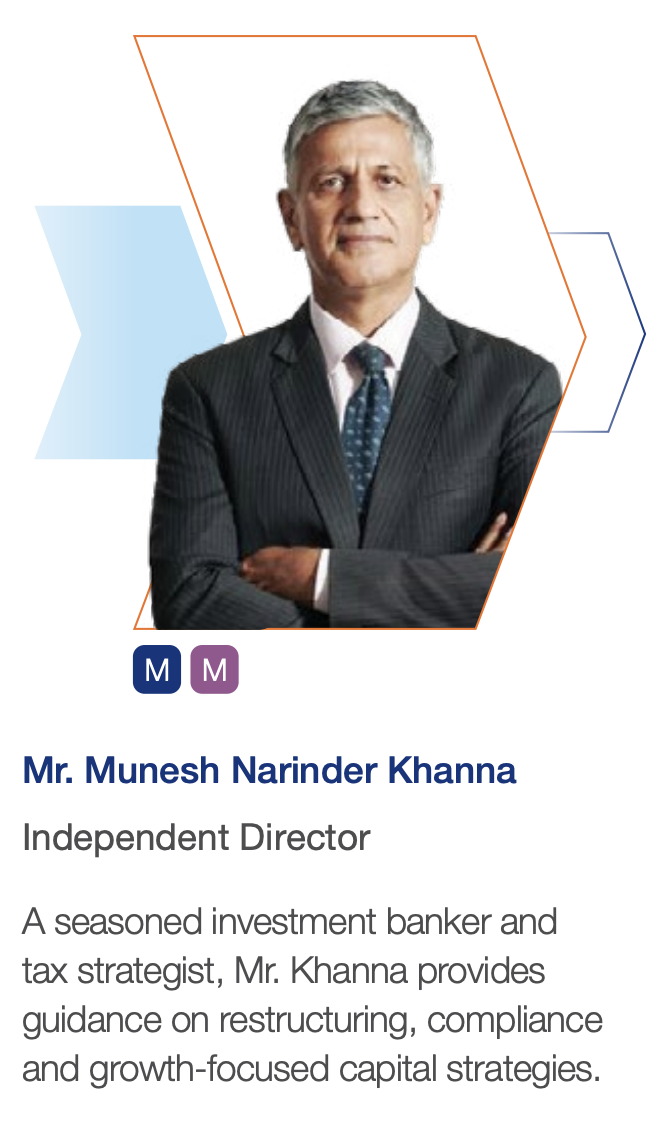 M M
Mr. Munesh Narinder Khanna
Independent Director
A seasoned investment banker and
tax strategist, Mr. Khanna provides
guidance on restructuring, compliance
and growth-focused capital strategies.